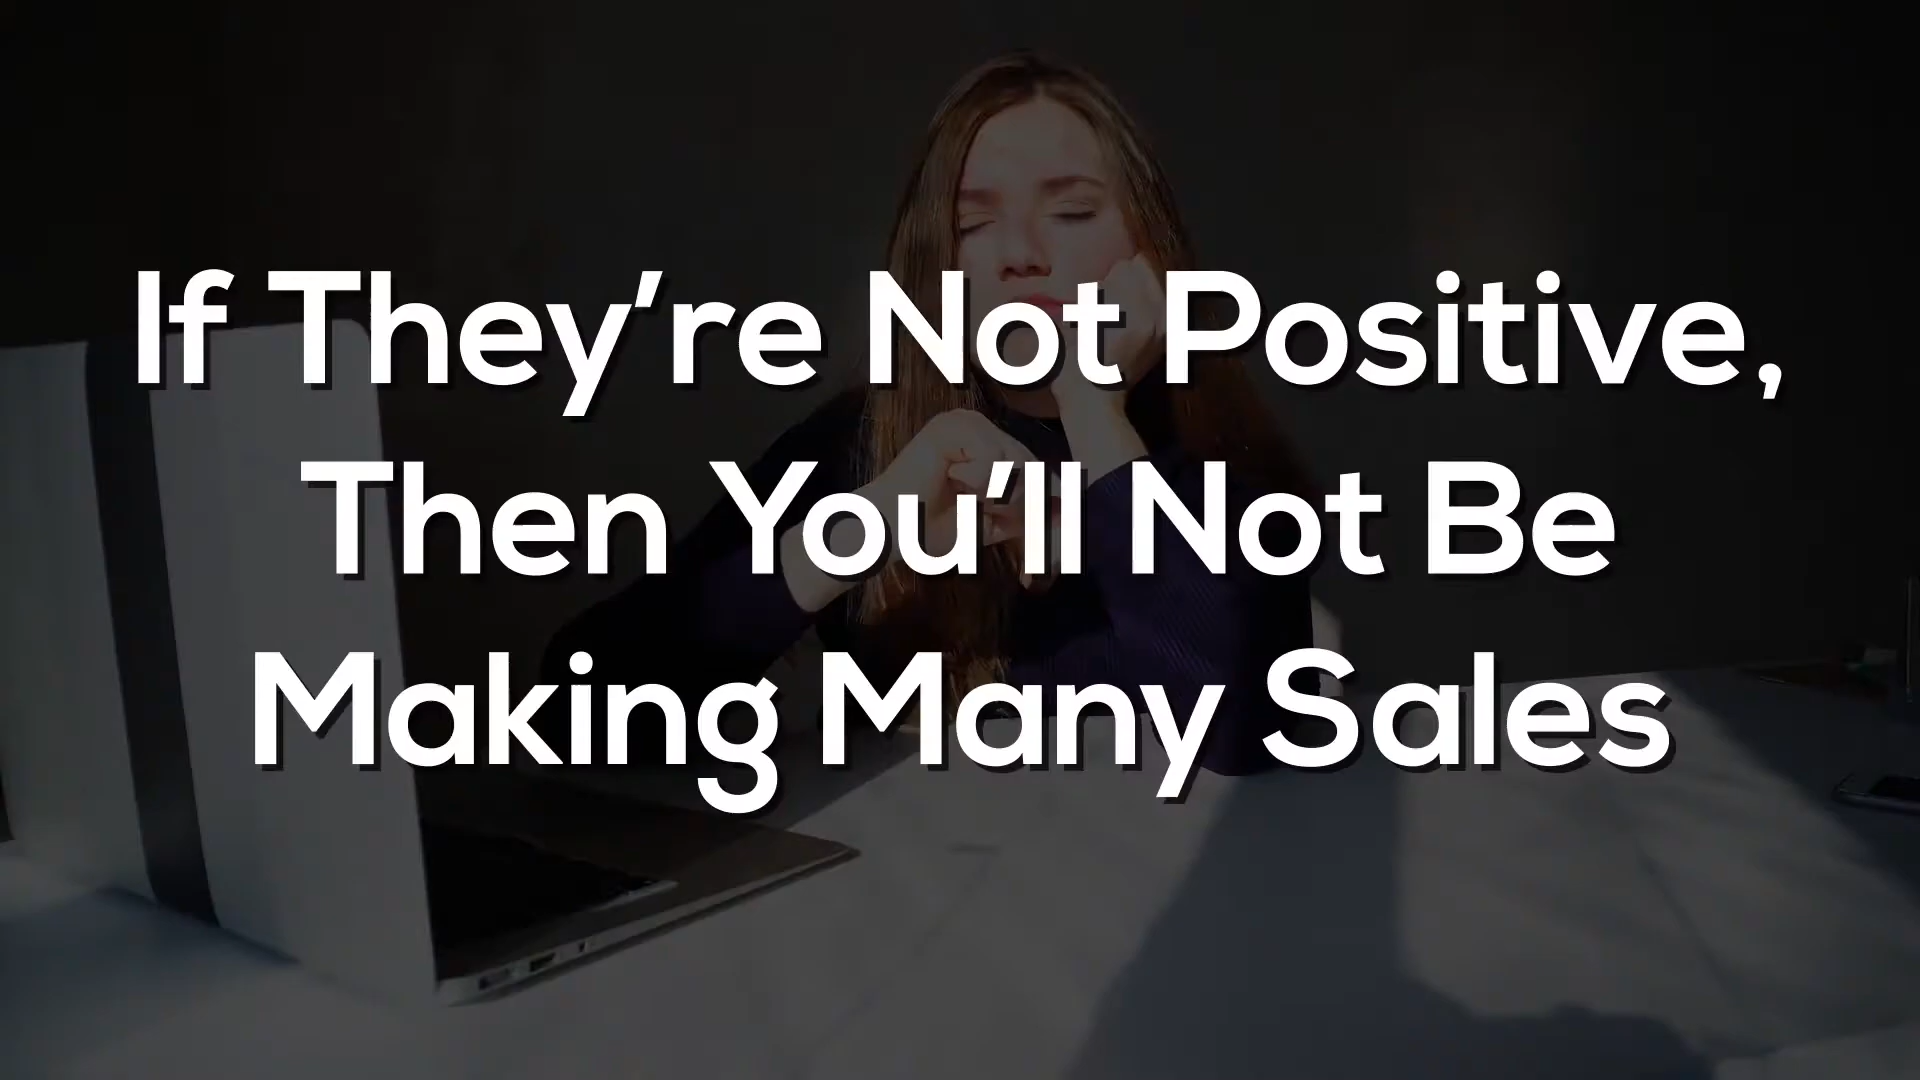 If They’re Not Positive,
Then You’ll Not Be
Making Many Sales